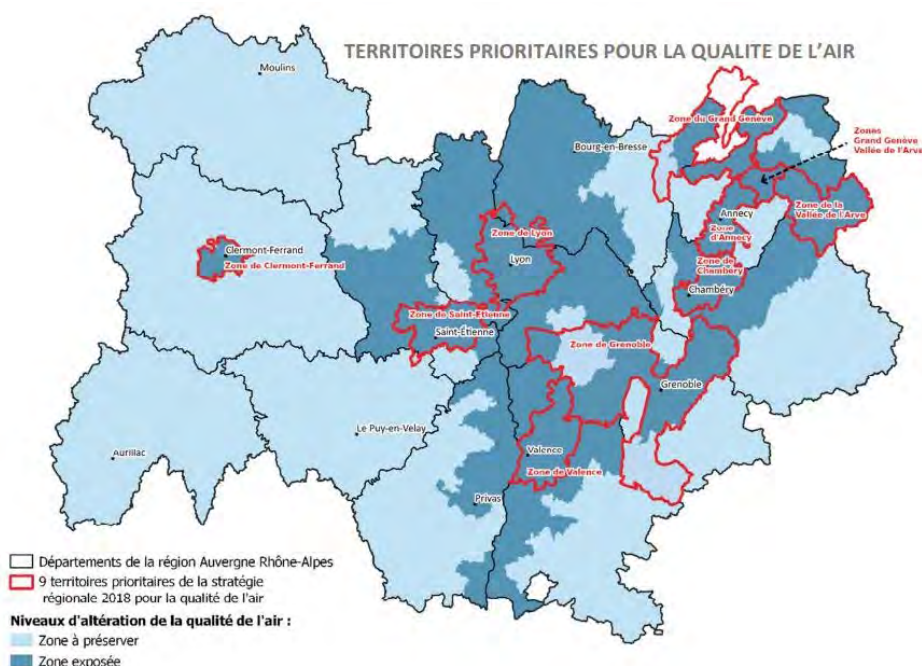 TERRITOIRES PRIORITAIRES POUR LA QUALITE DE L'AIR
Moulins
Zone du Grand Genève
Zones
Grand Genève
Vallée de l'Arve
Bourg-en-Bresse
Annecy
Zone
d'Annecy
Zone de la
Vallée de l'Arve
Clermont-Ferrand
Zone de Clermont-Ferrand
Zone de Lyon
Lyon
Zone de
Chambéry
Chambéry
Zone de Saint-Étienne
Saint-Étienne
Zone de Grenoble
Grenoble
Le Puy-en-Velay
Aurillac
Valence
Zone de Valence
Privas
Départements de la région Auvergne Rhône-Alpes
9 territoires prioritaires de la stratégie
régionale 2018 pour la qualité de l'air
Niveaux d'altération de la qualité de l'air :
Zone à préserver
Zone exposée